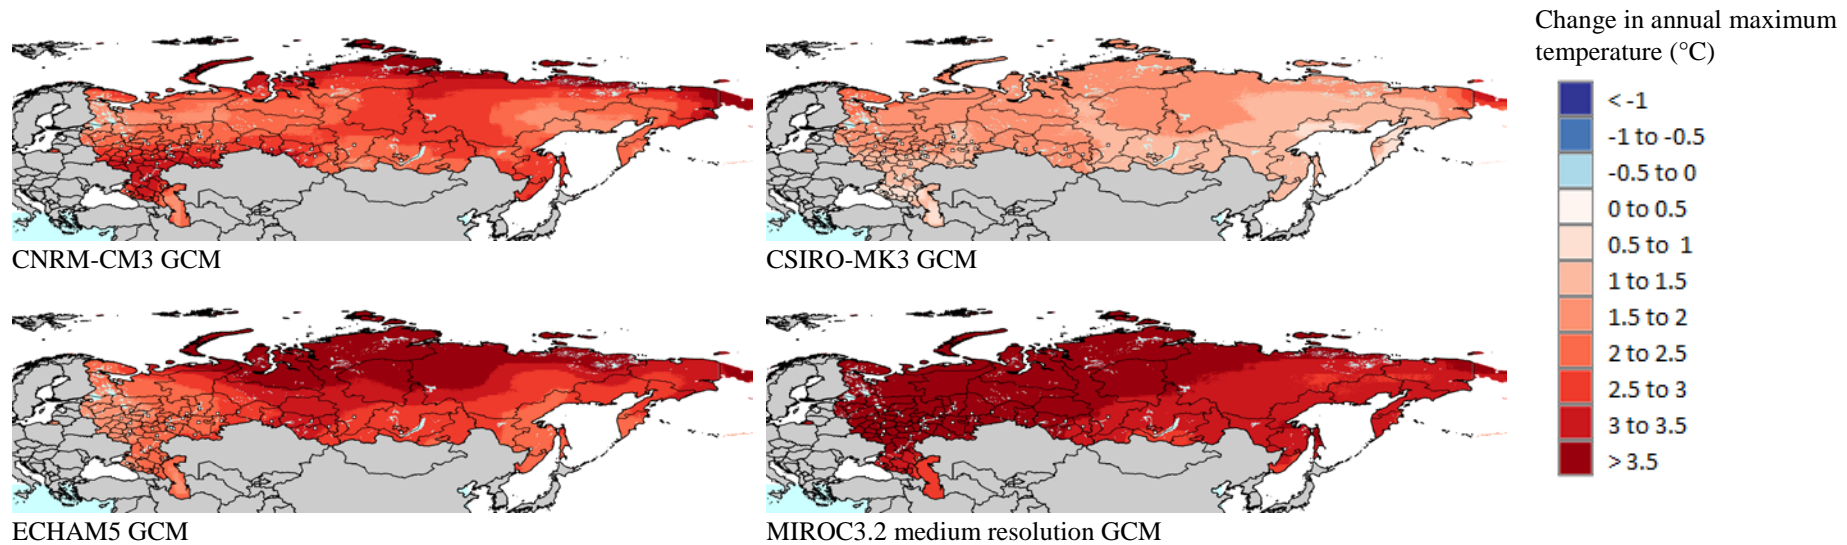 Change in annual maximum
temperature (°C)
< -1
-1 to -0.5
-0.5 to 0
0 to 0.5
0.5 to 1
1 to 1.5
1.5 to 2
2 to 2.5
2.5 to 3
3 to 3.5
> 3.5
CNRM-CM3 GCM
CSIRO-MK3 GCM
ECHAM5 GCM
MIROC3.2 medium resolution GCM